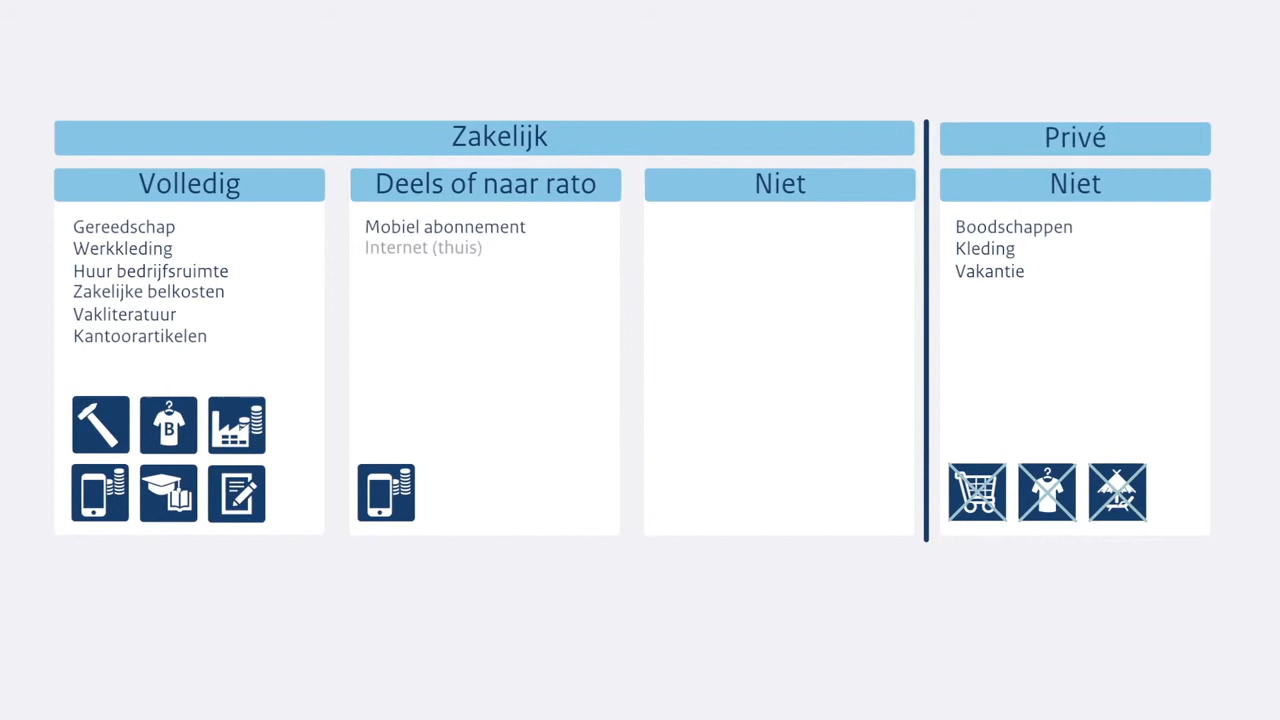 Zakelijk
Privé
Volledig
Deels of naar rato
Niet
Niet
Gereedschap
Werkkleding
Huur bedrijfsruimte
Zakelijke belkosten
Vakliteratuur
Kantoorartikelen
B
Mobiel abonnement
Internet (thuis)
Boodschappen
Kleding
Vakantie